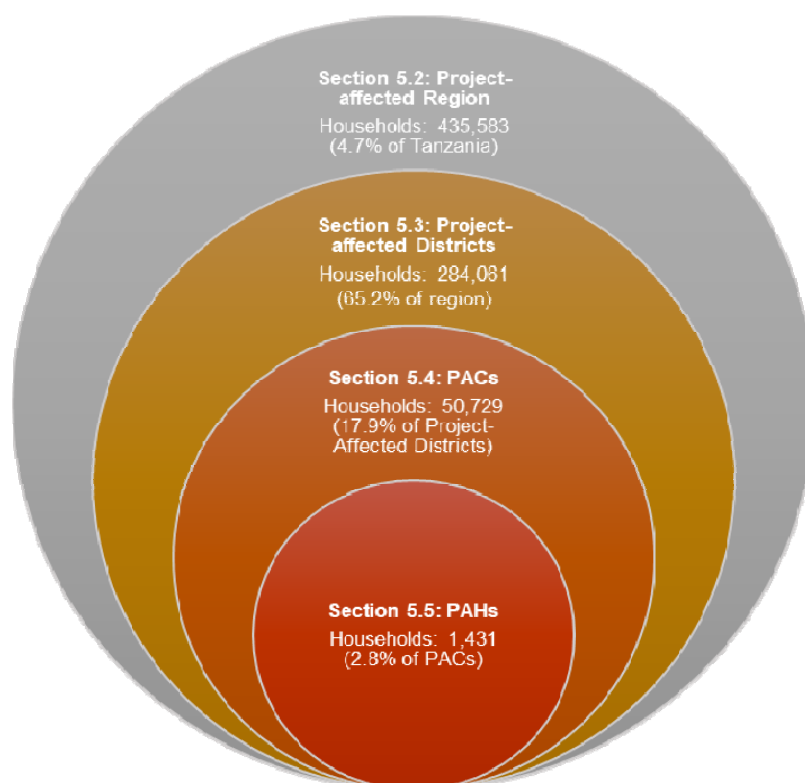 Section 5.2: Project-
affected Region
Households: 435,583
(4.7% of Tanzania)
Section 5.3: Project-
affected Districts
Households: 284,061
(65.2% of region)
Section 5.4: PACs
Households: 50,729
(17.9% of Project-
Affected Districts)
Section 5.5: PAHs
Households: 1,431
(2.8% of PACs)